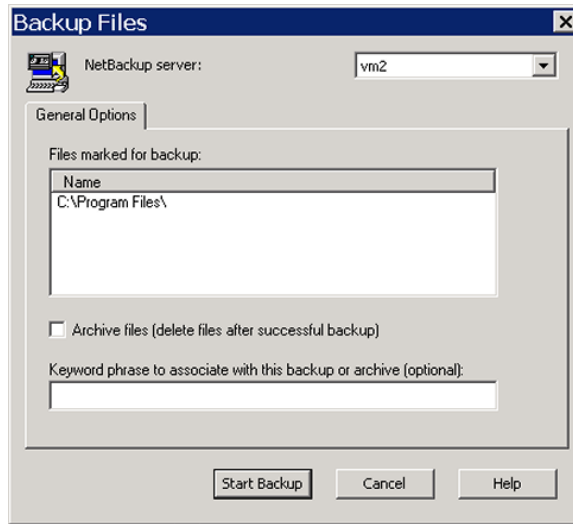 Backup Files
NetBackup server:
vm2
General Options
Files marked for backup:
Name
C:\Program Files\
Archive files (delete files after successful backup)
Keyword phrase to associate with this backup or archive (optional):
Start Backup
Cancel
Help